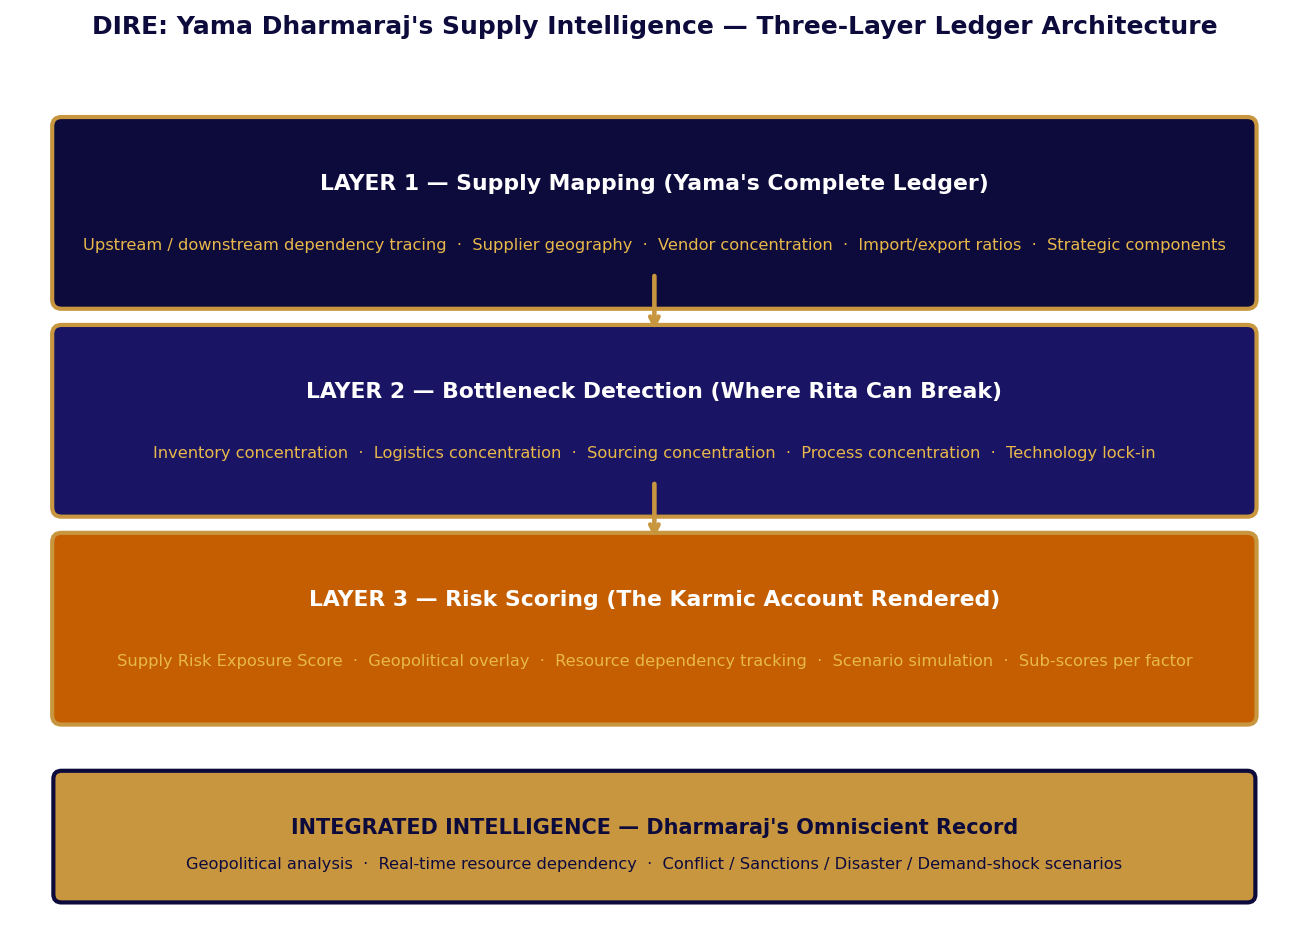 DIRE: Yama Dharmaraj's Supply Intelligence — Three-Layer Ledger Architecture
LAYER 1 — Supply Mapping (Yama's Complete Ledger)
Upstream / downstream dependency tracing · Supplier geography · Vendor concentration · Import/export ratios · Strategic components
LAYER 2 — Bottleneck Detection (Where Rita Can Break)
Inventory concentration · Logistics concentration · Sourcing concentration · Process concentration · Technology lock-in
LAYER 3 — Risk Scoring (The Karmic Account Rendered)
Supply Risk Exposure Score · Geopolitical overlay · Resource dependency tracking · Scenario simulation · Sub-scores per factor
INTEGRATED INTELLIGENCE — Dharmaraj's Omniscient Record
Geopolitical analysis · Real-time resource dependency · Conflict / Sanctions / Disaster / Demand-shock scenarios